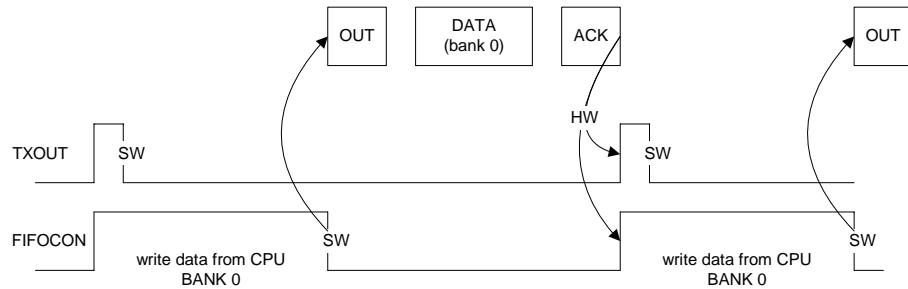 OUT
DATA
(bank 0)
ACK
OUT
HW
TXOUT
SW
SW
FIFOCON
SW
SW
write data from CPU
BANK 0
write data from CPU
BANK 0